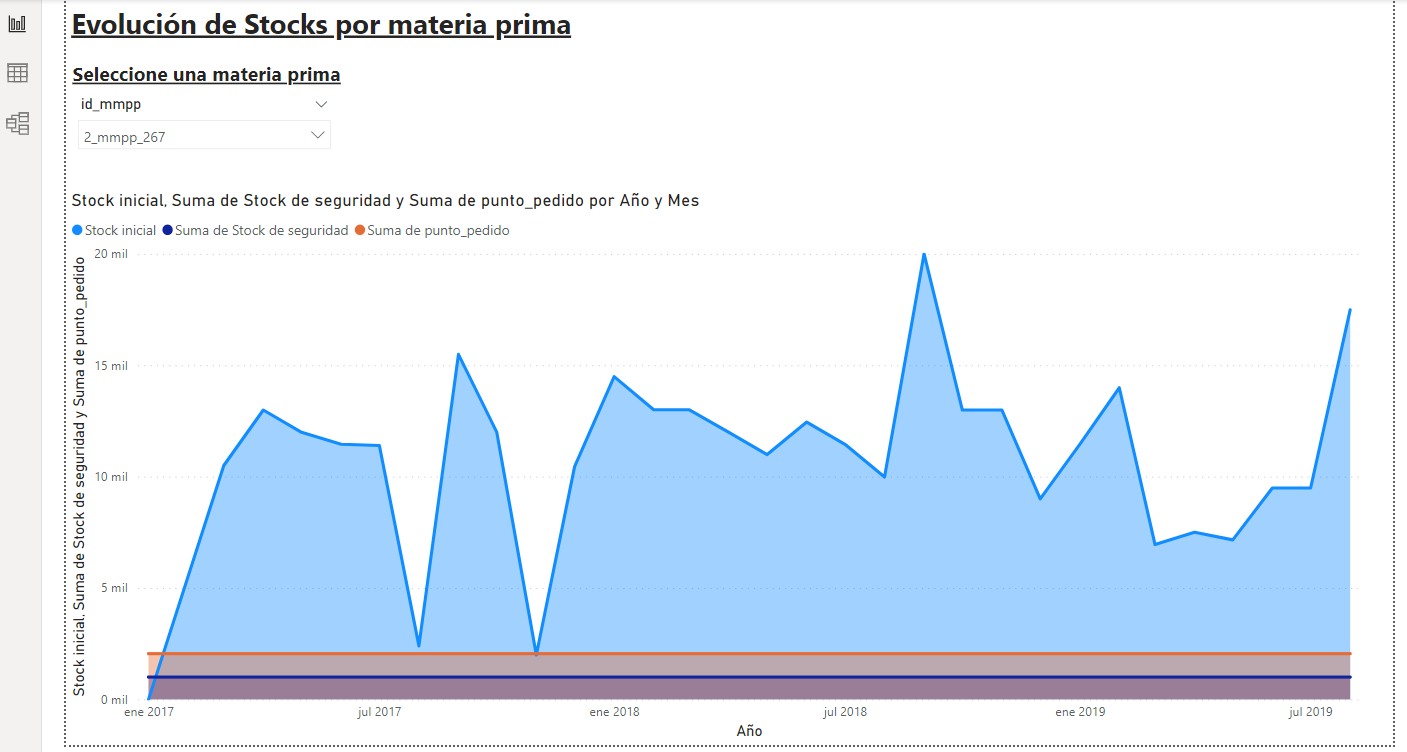 Evolución de Stocks por materia prima
Seleccione una materia prima
id_mmpp
2_mmpp_267
Stock inicial, Suma de Stock de seguridad y Suma de punto_pedido por Año y Mes
Stock inicial Suma de Stock de seguridad Suma de punto_pedido
Stock inicial, Suma de Stock de seguridad y Suma de punto_pedido
20 mil
15 mil
10 mil
5 mil
0 mil
ene 2017 jul 2017 ene 2018 jul 2018 ene 2019 jul 2019
Año